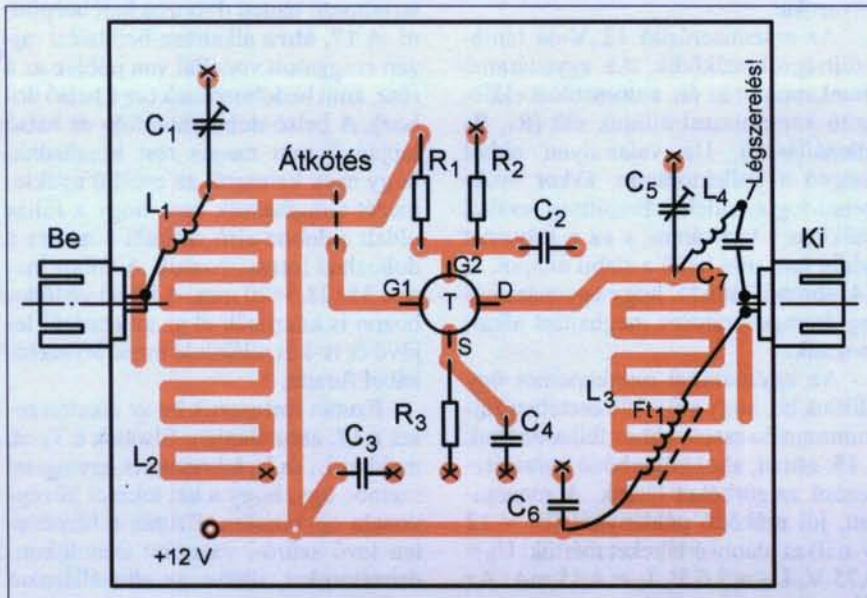 C1
Átkötés
R1
R2
C5
L4
Légszerelés!
L1
Be
C2
C7
Ki
G2
G1
T
D
S
L3
Ft1
L2
R3
C3
C4
C6
+12 V